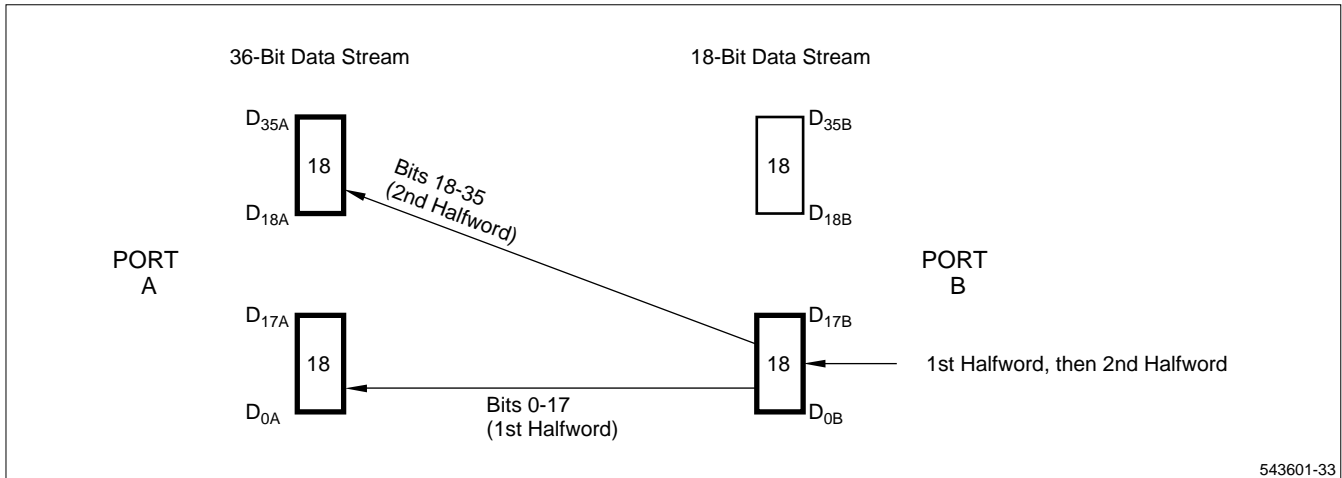 36-Bit Data Stream
18-Bit Data Stream
D35A
18
D18A
Bits 18-35
(2nd Halfword)
D35B
18
D18B
PORT
A
PORT
B
D17A
18
D0A
Bits 0-17
(1st Halfword)
D17B
18
D0B
1st Halfword, then 2nd Halfword
543601-33